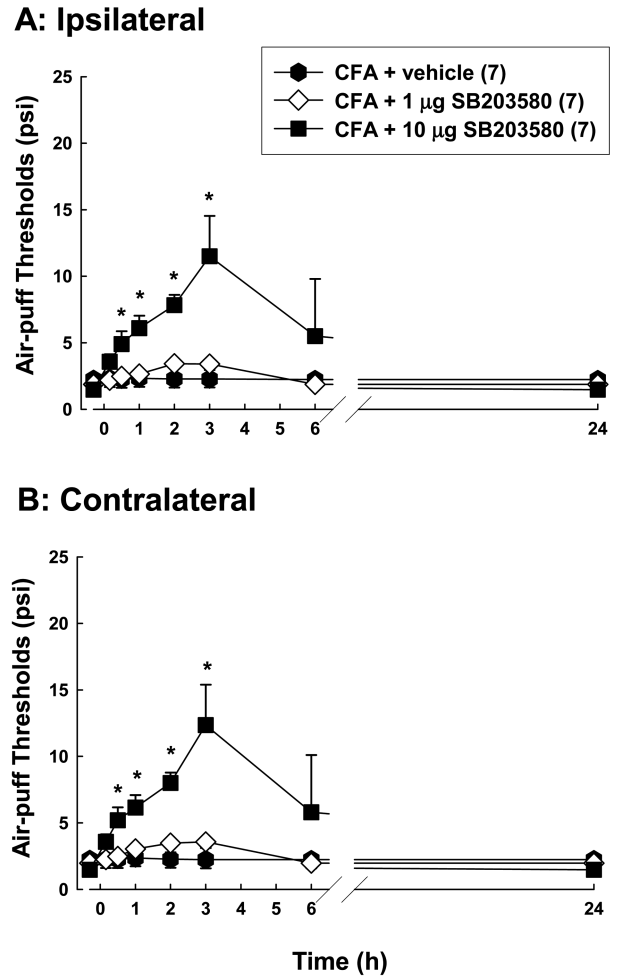 A: Ipsilateral
CFA + vehicle (7)
CFA + 1 μg SB203580 (7)
CFA + 10 μg SB203580 (7)
Air-puff Thresholds (psi)
25
20
15
10
5
0
* * * *
0 1 2 3 4 5 6 24
B: Contralateral
Air-puff Thresholds (psi)
25
20
15
10
5
0
* * * *
0 1 2 3 4 5 6 24
Time (h)